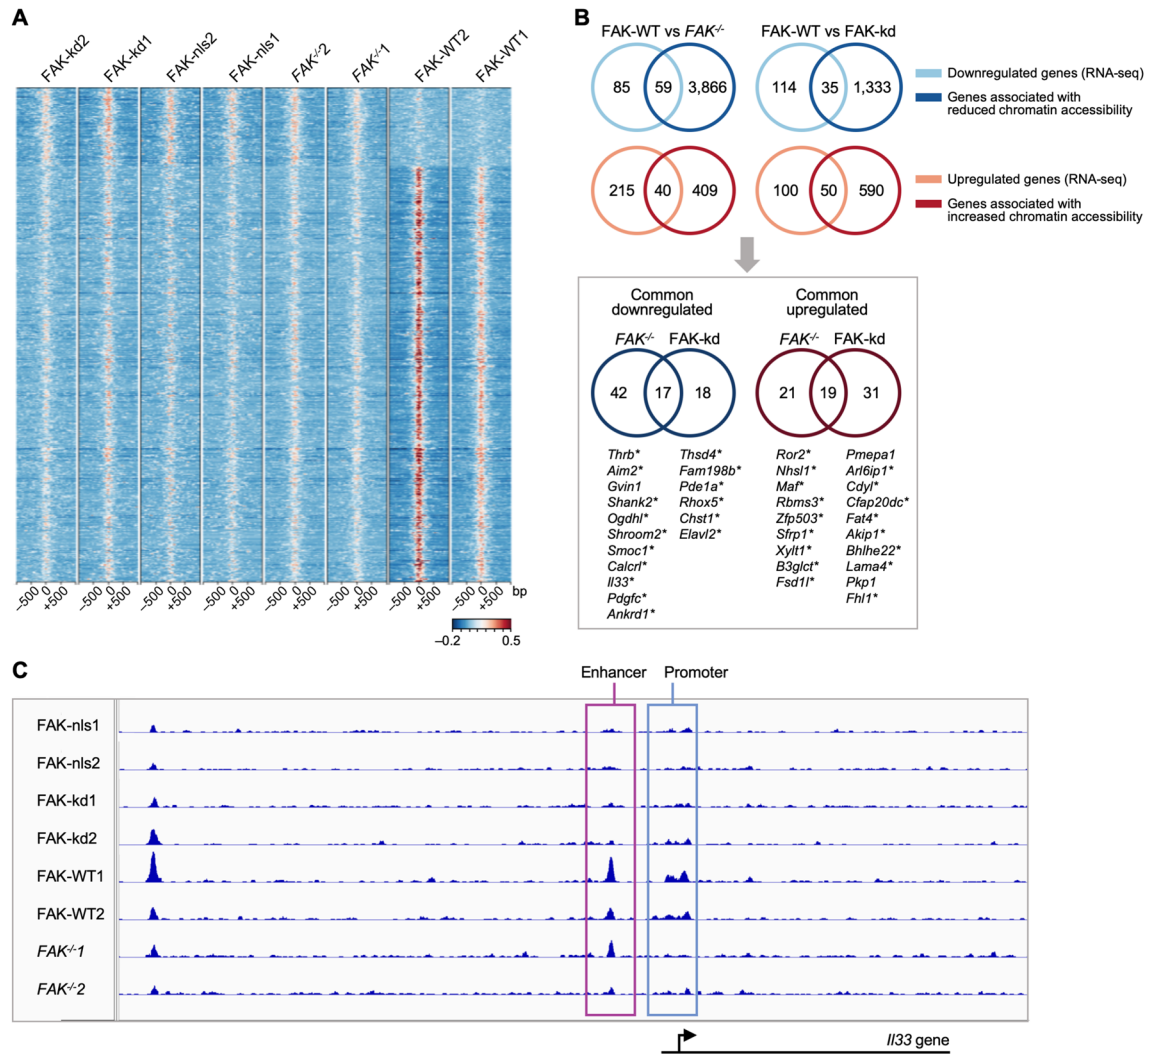 A
FAK-kd2
FAK-kd1
FAK-nls2
FAK-nls1
FAK-/-2
FAK-/-1
FAK-WT2
FAK-WT1
–500
0
+500
–500
0
+500
–500
0
+500
–500
0
+500
–500
0
+500
–500
0
+500
–500
0
+500
–500
0
+500
bp
–0.2
0.5
B
FAK-WT vs FAK-/-
FAK-WT vs FAK-kd
85
59
3,866
114
35
1,333
Downregulated genes (RNA-seq)
Genes associated with
reduced chromatin accessibility
215
40
409
100
50
590
Upregulated genes (RNA-seq)
Genes associated with
increased chromatin accessibility
Common
downregulated
FAK-/-
FAK-kd
42
17
18
Thrb*
Aim2*
Gvin1
Shank2*
Ogdhl*
Shroom2*
Smoc1*
Calcrl*
Il33*
Pdgfc*
Ankrd1*
Thsd4*
Fam198b*
Pde1a*
Rhox5*
Chst1*
Elavl2*
Common
upregulated
FAK-/-
FAK-kd
21
19
31
Ror2*
Nhsl1*
Maf*
Rbms3*
Zfp503*
Sfrp1*
Xylt1*
B3glct*
Fsd1l*
Pmepa1
Arl6ip1*
Cdyl*
Cfap20dc*
Fat4*
Akip1*
Bhlhe22*
Lama4*
Pkp1
Fhl1*
C
Enhancer
Promoter
FAK-nls1
FAK-nls2
FAK-kd1
FAK-kd2
FAK-WT1
FAK-WT2
FAK-/-1
FAK-/-2
Il33 gene